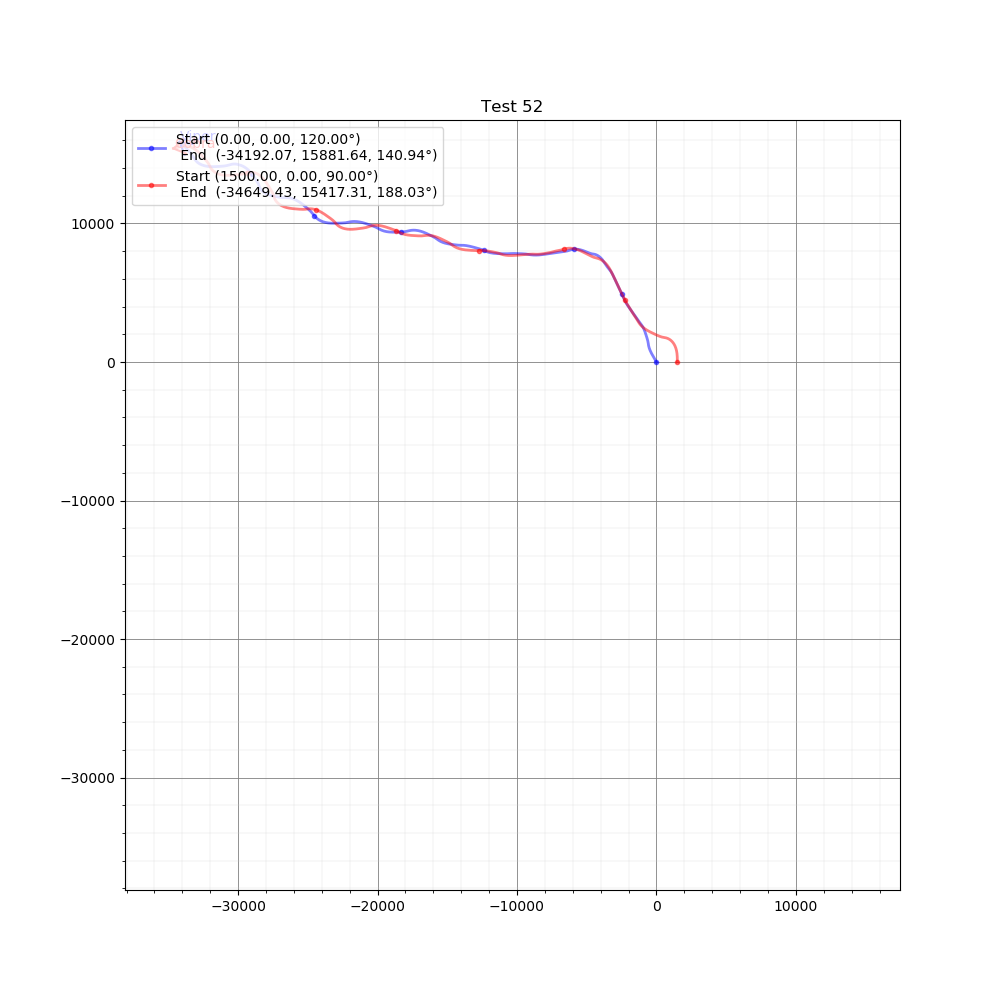 Test 52
Start (0.00, 0.00, 120.00°)
End  (-34192.07, 15881.64, 140.94°)
Start (1500.00, 0.00, 90.00°)
End  (-34649.43, 15417.31, 188.03°)
10000
0
−10000
−20000
−30000
−30000
−20000
−10000
0
10000